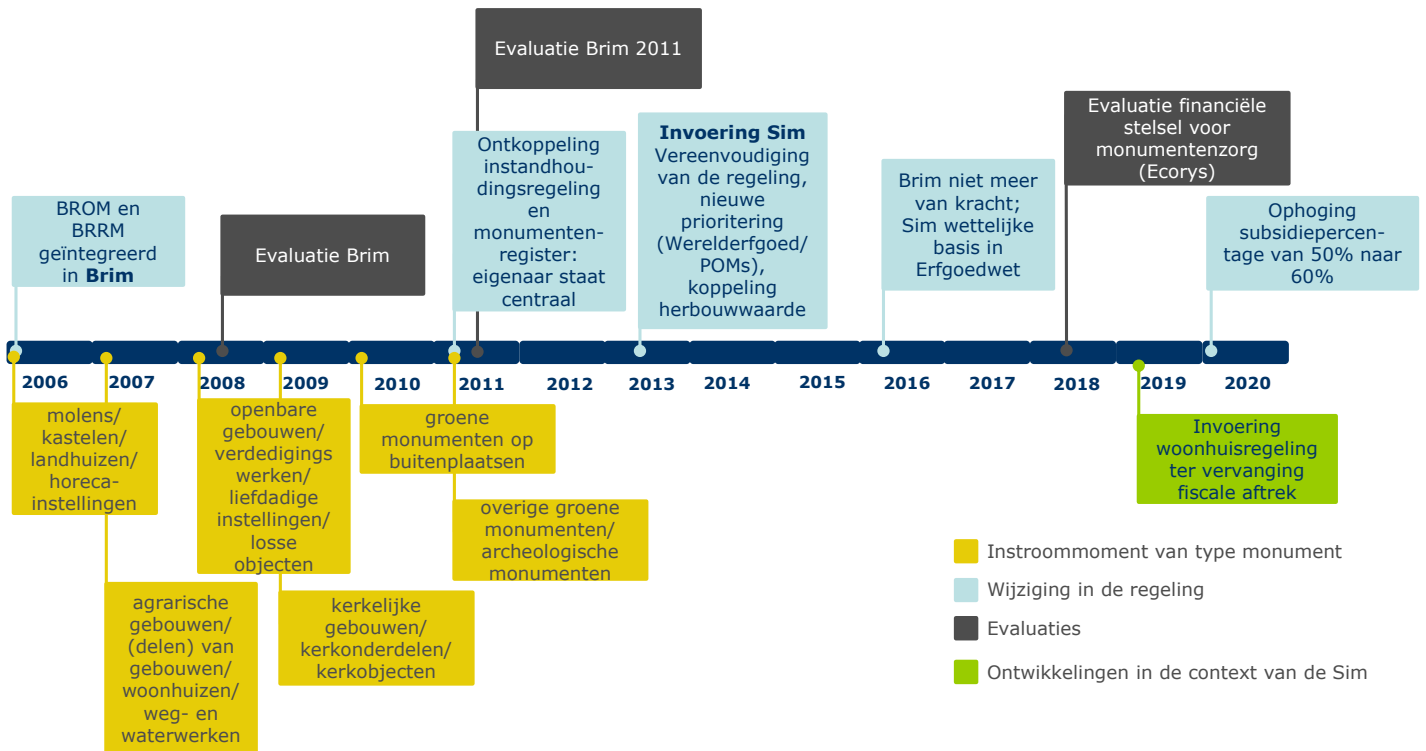 Evaluatie Brim 2011
Evaluatie financiële
stelsel voor
monumentenzorg
(Ecorys)
BROM en
BRRM
geïntegreerd
in Brim
Evaluatie Brim
Ontkoppeling
instandhou-
dingsregeling
en
monumenten-
register:
eigenaar staat
centraal
Invoering Sim
Vereenvoudiging
van de regeling,
nieuwe
prioritering
(Werelderfgoed/
POMs),
koppeling
herbouwwaarde
Brim niet meer
van kracht;
Sim wettelijke
basis in
Erfgoedwet
Ophoging
subsidiepercen-
tage van 50% naar
60%
2006 2007 2008 2009 2010 2011 2012 2013 2014 2015 2016 2017 2018 2019 2020
molens/
kastelen/
landhuizen/
horeca-
instellingen
agrarische
gebouwen/
(delen) van
gebouwen/
woonhuizen/
weg- en
waterwerken
openbare
gebouwen/
verdedigings
werken/
liefdadige
instellingen/
losse
objecten
kerkelijke
gebouwen/
kerkonderdelen/
kerkobjecten
groene
monumenten op
buitenplaatsen
overige groene
monumenten/
archeologische
monumenten
Invoering
woonhuisregeling
ter vervanging
fiscale aftrek
Instroommoment van type monument
Wijziging in de regeling
Evaluaties
Ontwikkelingen in de context van de Sim